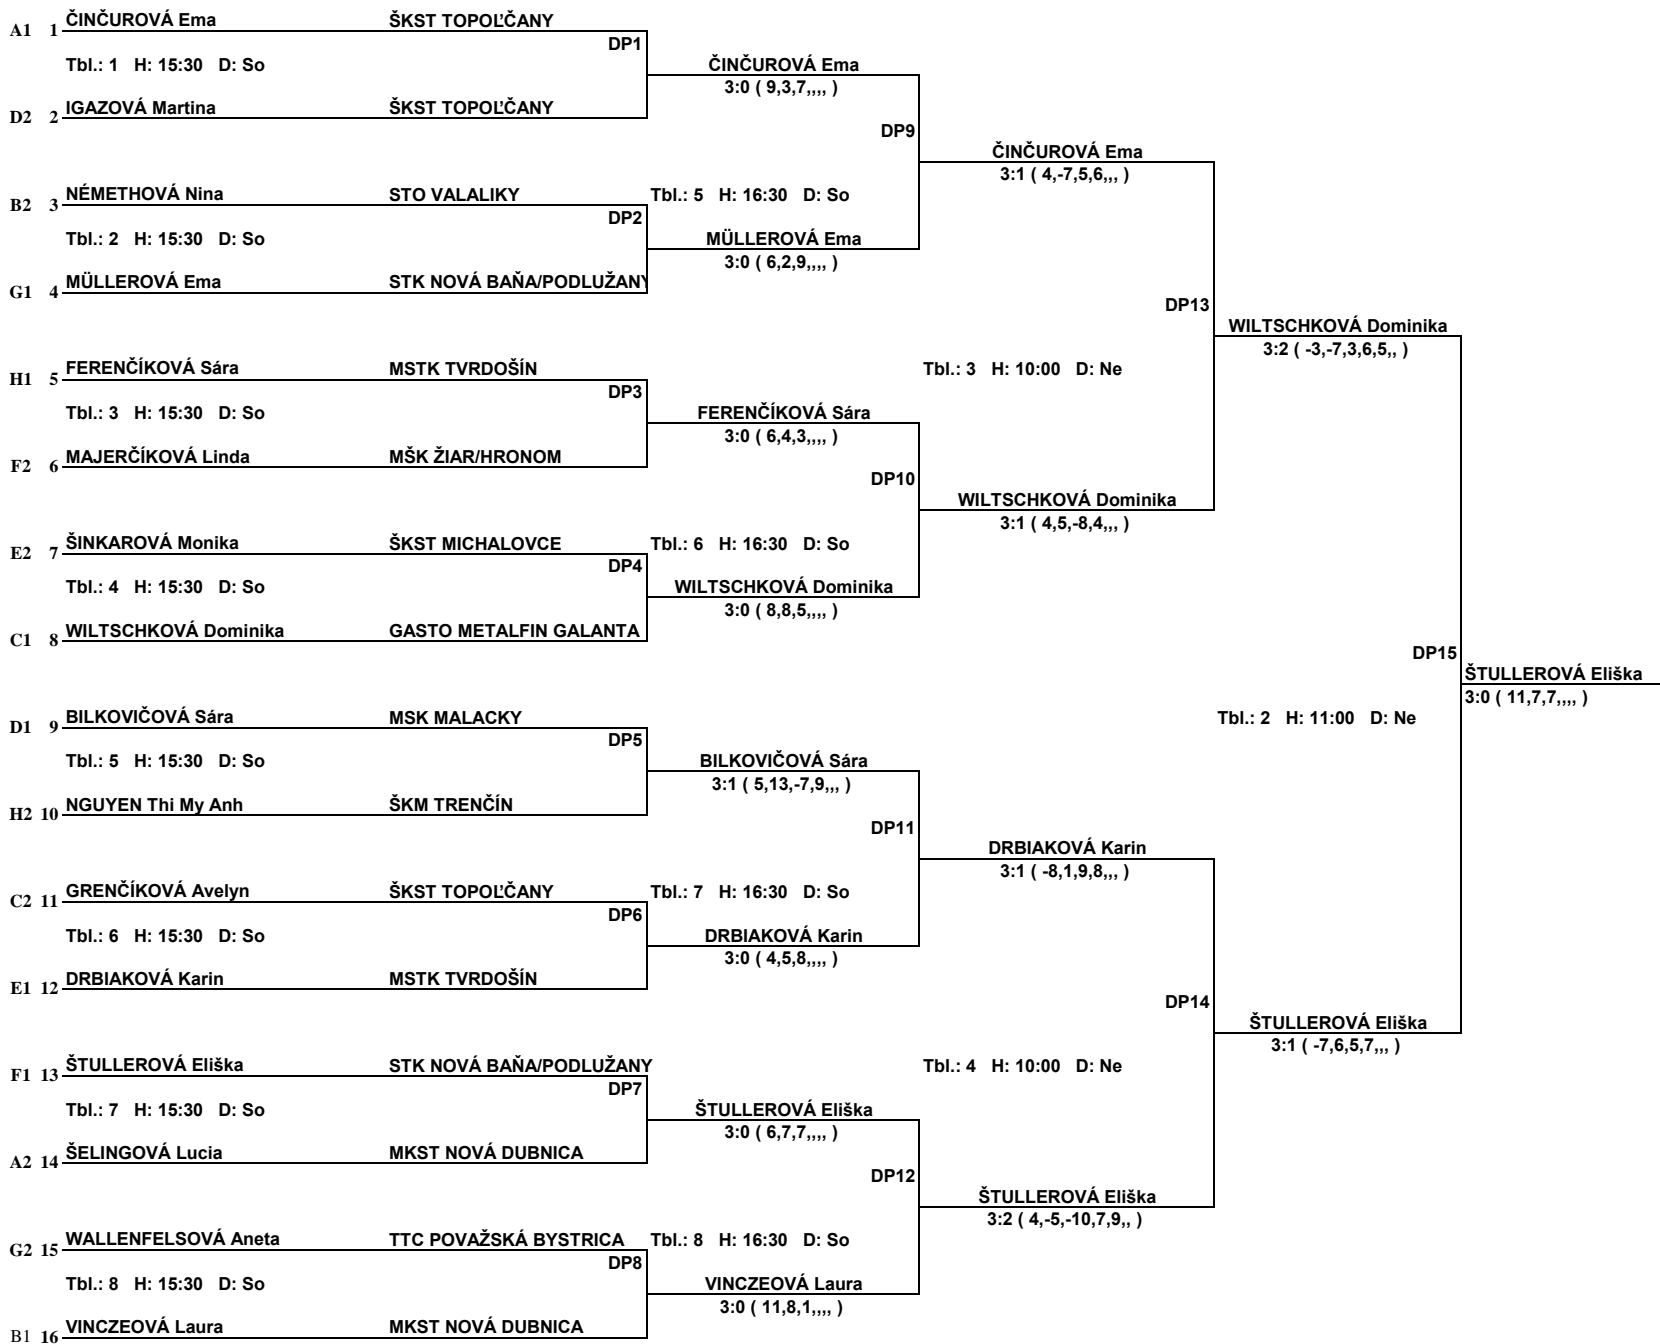 A1 1 ČINČUROVÁ Ema ŠKST TOPOĽČANY
DP1
Tbl.: 1 H: 15:30 D: So
ČINČUROVÁ Ema
3:0 ( 9,3,7,,,, )
D2 2 IGAZOVÁ Martina ŠKST TOPOĽČANY
DP9
ČINČUROVÁ Ema
3:1 ( 4,-7,5,6,,, )
B2 3 NÉMETHOVÁ Nina STO VALALIKY
Tbl.: 5 H: 16:30 D: So
DP2
Tbl.: 2 H: 15:30 D: So
MÜLLEROVÁ Ema
3:0 ( 6,2,9,,,, )
G1 4 MÜLLEROVÁ Ema STK NOVÁ BAŇA/PODLUŽANY
DP13
WILTSCHKOVÁ Dominika
3:2 ( -3,-7,3,6,5,, )
H1 5 FERENČÍKOVÁ Sára MSTK TVRDOŠÍN
Tbl.: 3 H: 10:00 D: Ne
DP3
Tbl.: 3 H: 15:30 D: So
FERENČÍKOVÁ Sára
3:0 ( 6,4,3,,,, )
F2 6 MAJERČÍKOVÁ Linda MŠK ŽIAR/HRONOM
DP10
WILTSCHKOVÁ Dominika
3:1 ( 4,5,-8,4,,, )
E2 7 ŠINKAROVÁ Monika ŠKST MICHALOVCE
Tbl.: 6 H: 16:30 D: So
DP4
Tbl.: 4 H: 15:30 D: So
WILTSCHKOVÁ Dominika
3:0 ( 8,8,5,,,, )
C1 8 WILTSCHKOVÁ Dominika GASTO METALFIN GALANTA
DP15
ŠTULLEROVÁ Eliška
3:0 ( 11,7,7,,,, )
D1 9 BILKOVIČOVÁ Sára MSK MALACKY
Tbl.: 2 H: 11:00 D: Ne
DP5
Tbl.: 5 H: 15:30 D: So
BILKOVIČOVÁ Sára
3:1 ( 5,13,-7,9,,, )
H2 10 NGUYEN Thi My Anh ŠKM TRENČÍN
DP11
DRBIAKOVÁ Karin
3:1 ( -8,1,9,8,,, )
C2 11 GRENČÍKOVÁ Avelyn ŠKST TOPOĽČANY
Tbl.: 7 H: 16:30 D: So
DP6
Tbl.: 6 H: 15:30 D: So
DRBIAKOVÁ Karin
3:0 ( 4,5,8,,,, )
E1 12 DRBIAKOVÁ Karin MSTK TVRDOŠÍN
DP14
ŠTULLEROVÁ Eliška
3:1 ( -7,6,5,7,,, )
F1 13 ŠTULLEROVÁ Eliška STK NOVÁ BAŇA/PODLUŽANY
Tbl.: 4 H: 10:00 D: Ne
DP7
Tbl.: 7 H: 15:30 D: So
ŠTULLEROVÁ Eliška
3:0 ( 6,7,7,,,, )
A2 14 ŠELINGOVÁ Lucia MKST NOVÁ DUBNICA
DP12
ŠTULLEROVÁ Eliška
3:2 ( 4,-5,-10,7,9,, )
G2 15 WALLENFELSOVÁ Aneta TTC POVAŽSKÁ BYSTRICA
Tbl.: 8 H: 16:30 D: So
DP8
Tbl.: 8 H: 15:30 D: So
VINCZEOVÁ Laura
3:0 ( 11,8,1,,,, )
B1 16 VINCZEOVÁ Laura MKST NOVÁ DUBNICA